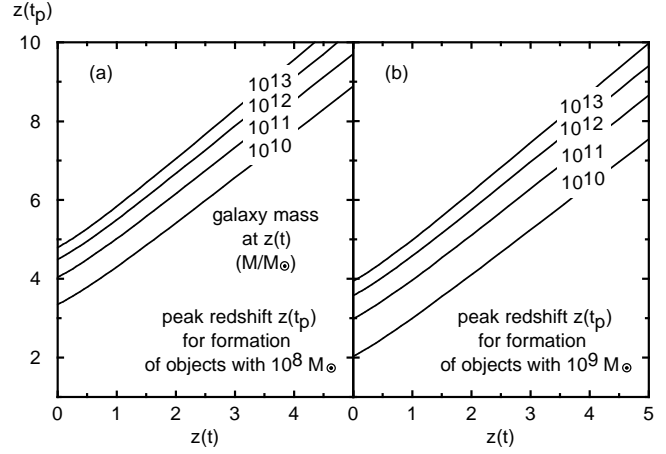 z(tp)
10
8
6
4
2
(a)
10^13
10^12
10^11
10^10
galaxy mass
at z(t)
(M/M⊙)
peak redshift z(tp)
for formation
of objects with 10^8 M⊙
0 1 2 3 4
z(t)
(b)
10^13
10^12
10^11
10^10
peak redshift z(tp)
for formation
of objects with 10^9 M⊙
0 1 2 3 4 5
z(t)